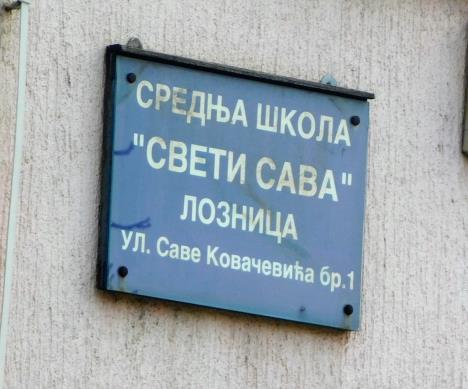 СРЕДЊА ШКОЛА
"СВЕТИ САВА"
ЛОЗНИЦА
УЛ. Саве Ковачевића бр.1